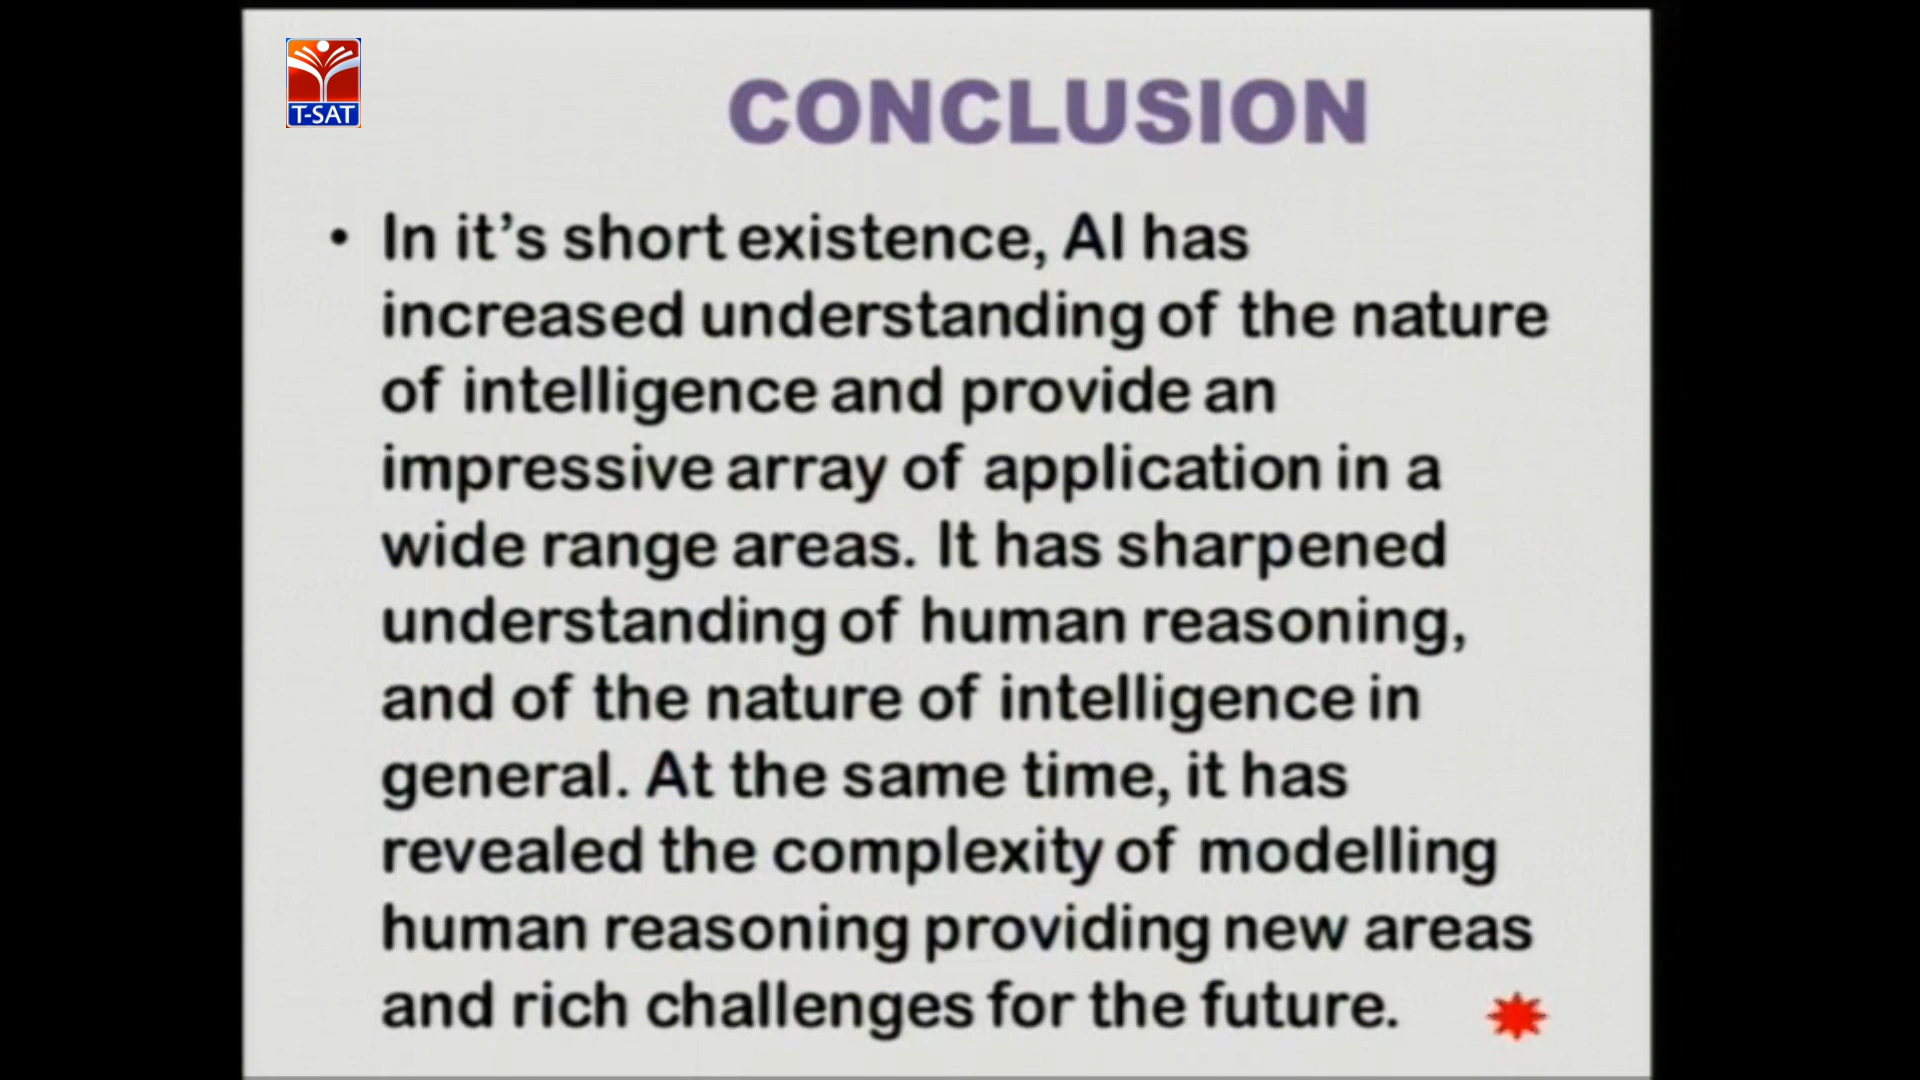 T-SAT
CONCLUSION
• In it’s short existence, AI has
increased understanding of the nature
of intelligence and provide an
impressive array of application in a
wide range areas. It has sharpened
understanding of human reasoning,
and of the nature of intelligence in
general. At the same time, it has
revealed the complexity of modelling
human reasoning providing new areas
and rich challenges for the future.